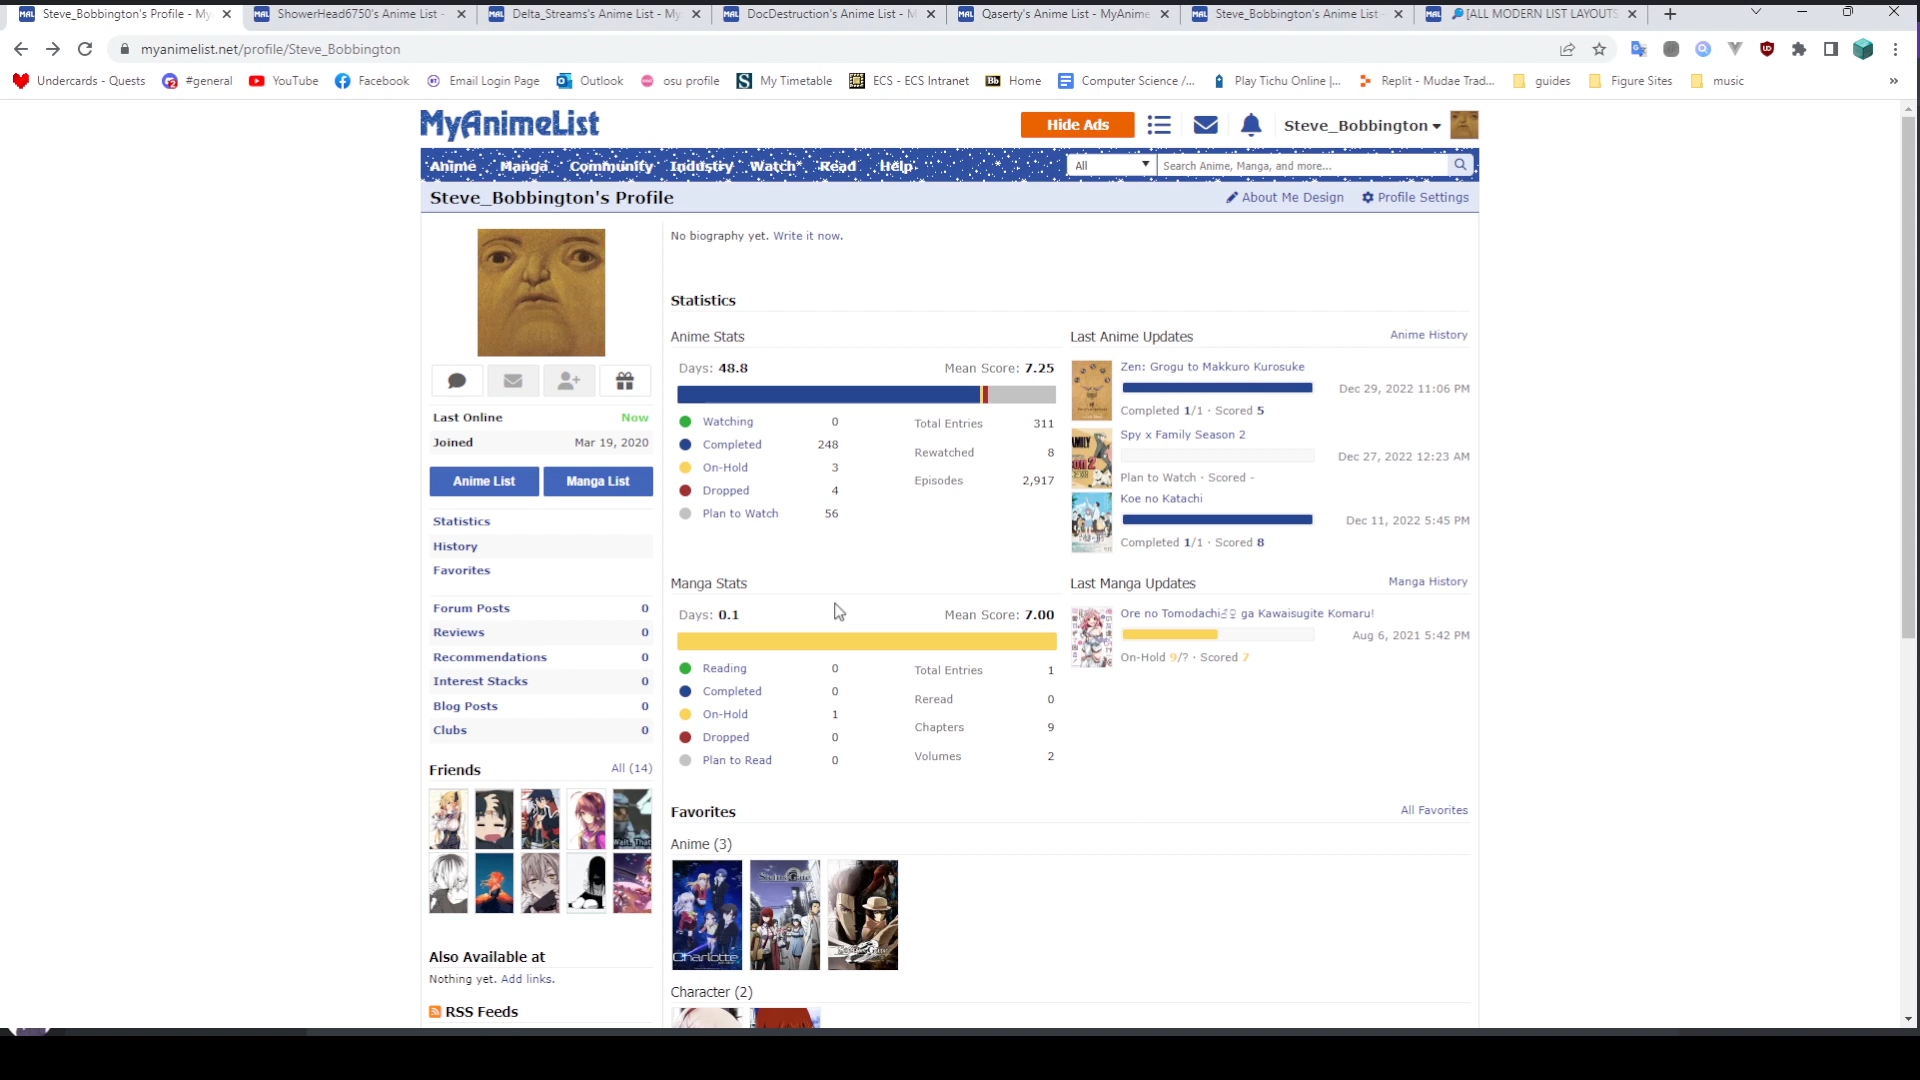 Steve_Bobbington's Profile - My
ShowerHead6750's Anime List -
Delta_Streams's Anime List - My
DocDestruction's Anime List - M
Qaserty's Anime List - MyAnime
Steve_Bobbington's Anime List -
[ALL MODERN LIST LAYOUTS
myanimelist.net/profile/Steve_Bobbington
Undercards - Quests #general YouTube Facebook Email Login Page Outlook osu profile My Timetable ECS - ECS Intranet Home Computer Science /... Play Tichu Online |... Replit - Mudae Trad... guides Figure Sites music »
MyAnimeList
Hide Ads
Steve_Bobbington
Anime Manga Community Industry Watch Read Help
All
Search Anime, Manga, and more...
Steve_Bobbington's Profile
About Me Design Profile Settings
Last Online Now
Joined Mar 19, 2020
Anime List Manga List
Statistics
History
Favorites
Forum Posts 0
Reviews 0
Recommendations 0
Interest Stacks 0
Blog Posts 0
Clubs 0
Friends All (14)
Also Available at
Nothing yet. Add links.
RSS Feeds
No biography yet. Write it now.
Statistics
Anime Stats
Days: 48.8 Mean Score: 7.25
Watching 0
Completed 248
On-Hold 3
Dropped 4
Plan to Watch 56
Total Entries 311
Rewatched 8
Episodes 2,917
Last Anime Updates Anime History
Zen: Grogu to Makkuro Kurosuke
Dec 29, 2022 11:06 PM
Completed 1/1 · Scored 5
Spy x Family Season 2
Dec 27, 2022 12:23 AM
Plan to Watch · Scored -
Koe no Katachi
Dec 11, 2022 5:45 PM
Completed 1/1 · Scored 8
Manga Stats
Days: 0.1 Mean Score: 7.00
Reading 0
Completed 0
On-Hold 1
Dropped 0
Plan to Read 0
Total Entries 1
Reread 0
Chapters 9
Volumes 2
Last Manga Updates Manga History
Ore no Tomodachi♂♀ ga Kawaisugite Komaru!
Aug 6, 2021 5:42 PM
On-Hold 9/? · Scored 7
Favorites All Favorites
Anime (3)
Charlotte
Character (2)